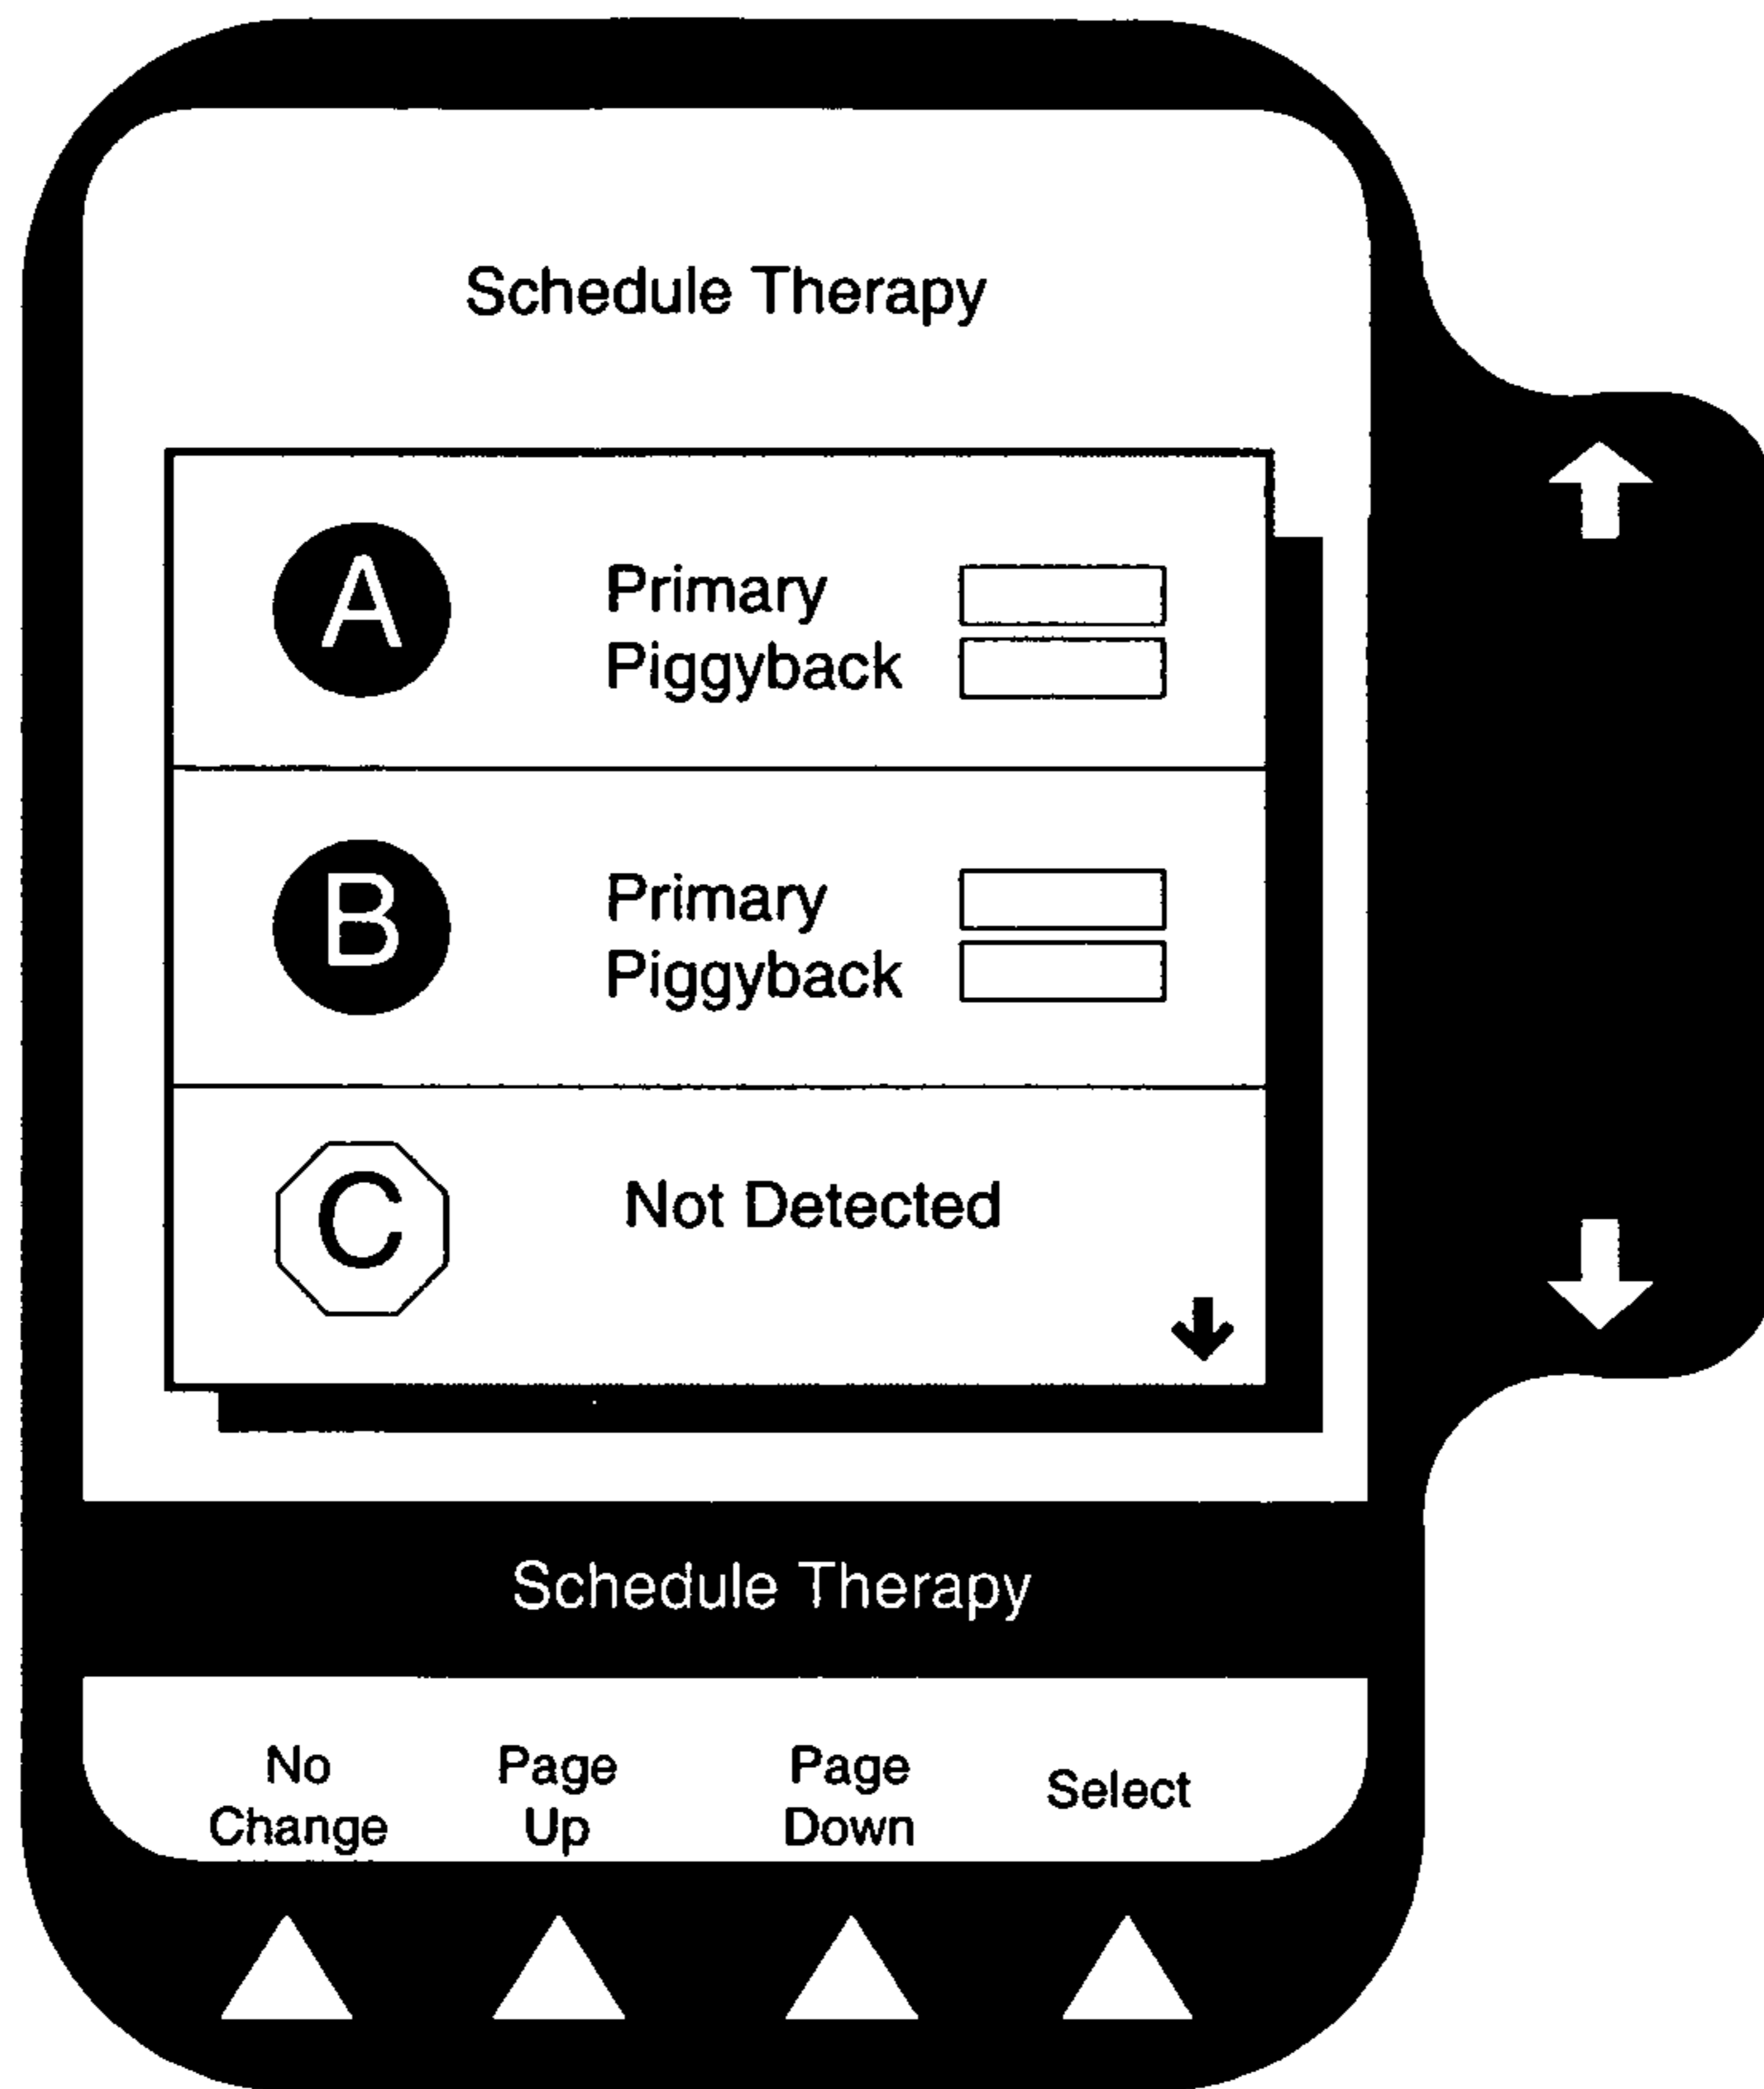 Schedule Therapy
A
Primary
Piggyback
B
Primary
Piggyback
C
Not Detected
Schedule Therapy
No Change
Page Up
Page Down
Select